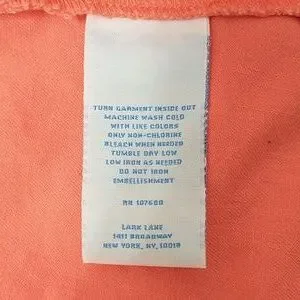 TURN GARMENT INSIDE OUT
MACHINE WASH COLD
WITH LIKE COLORS
ONLY NON-CHLORINE
BLEACH WHEN NEEDED
TUMBLE DRY LOW
LOW IRON AS NEEDED
DO NOT IRON
EMBELLISHMENT
RN 107600
LARK LANE
1411 BROADWAY
NEW YORK, NY, 10018